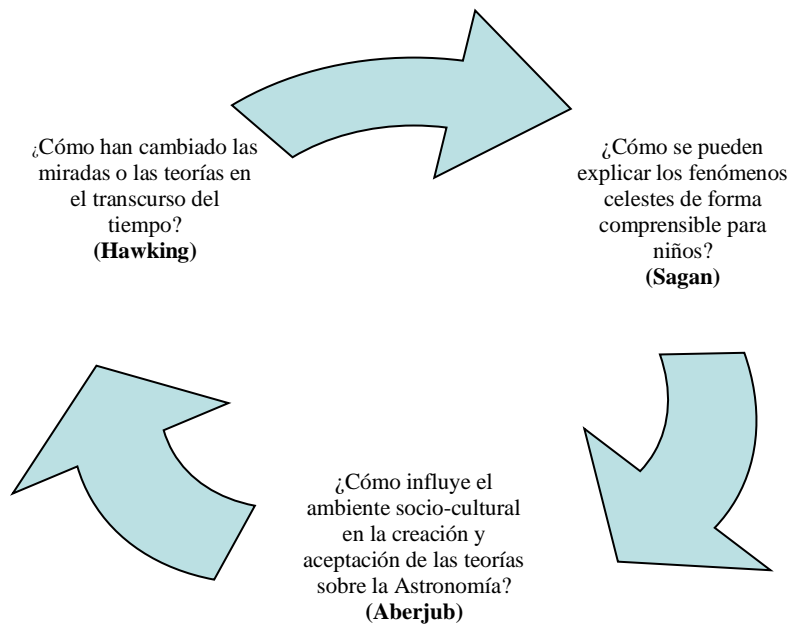 ¿Cómo han cambiado las
miradas o las teorías en
el transcurso del
tiempo?
(Hawking)
¿Cómo se pueden
explicar los fenómenos
celestes de forma
comprensible para
niños?
(Sagan)
¿Cómo influye el
ambiente socio-cultural
en la creación y
aceptación de las teorías
sobre la Astronomía?
(Aberjub)